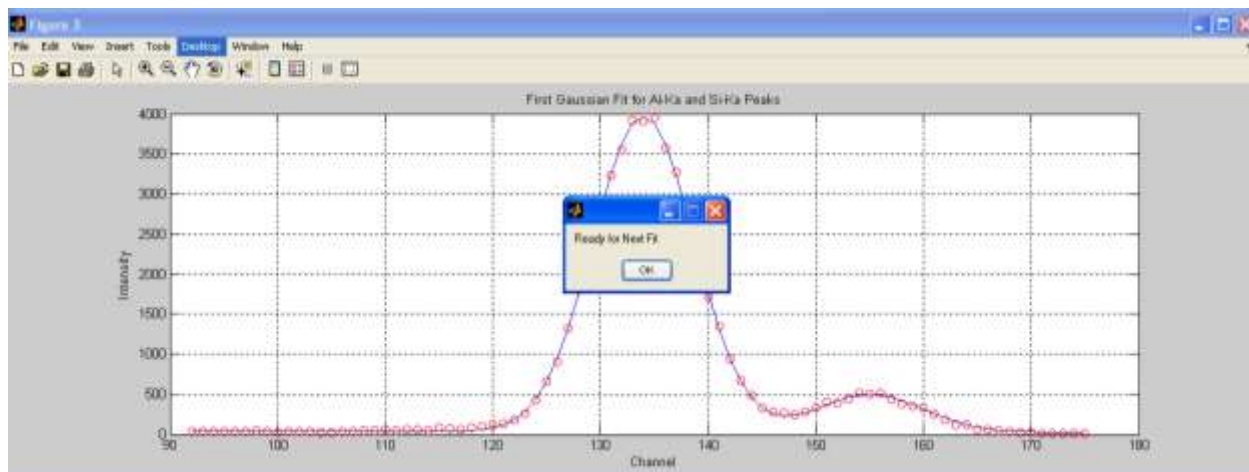 Figure 3
File Edit View Insert Tools Desktop Window Help
First Gaussian Fit for Al-Ka and Si-Ka Peaks
4000
3500
3000
2500
2000
1500
1000
500
0
Intensity
Ready for Next Fit
OK
90 100 110 120 130 140 150 160 170 180
Channel